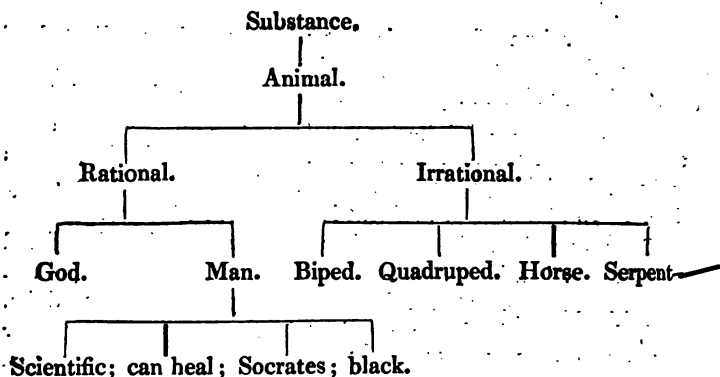 Substance.
Animal.
Rational. Irrational.
God. Man. Biped. Quadruped. Horse. Serpent
Scientific; can heal; Socrates; black.